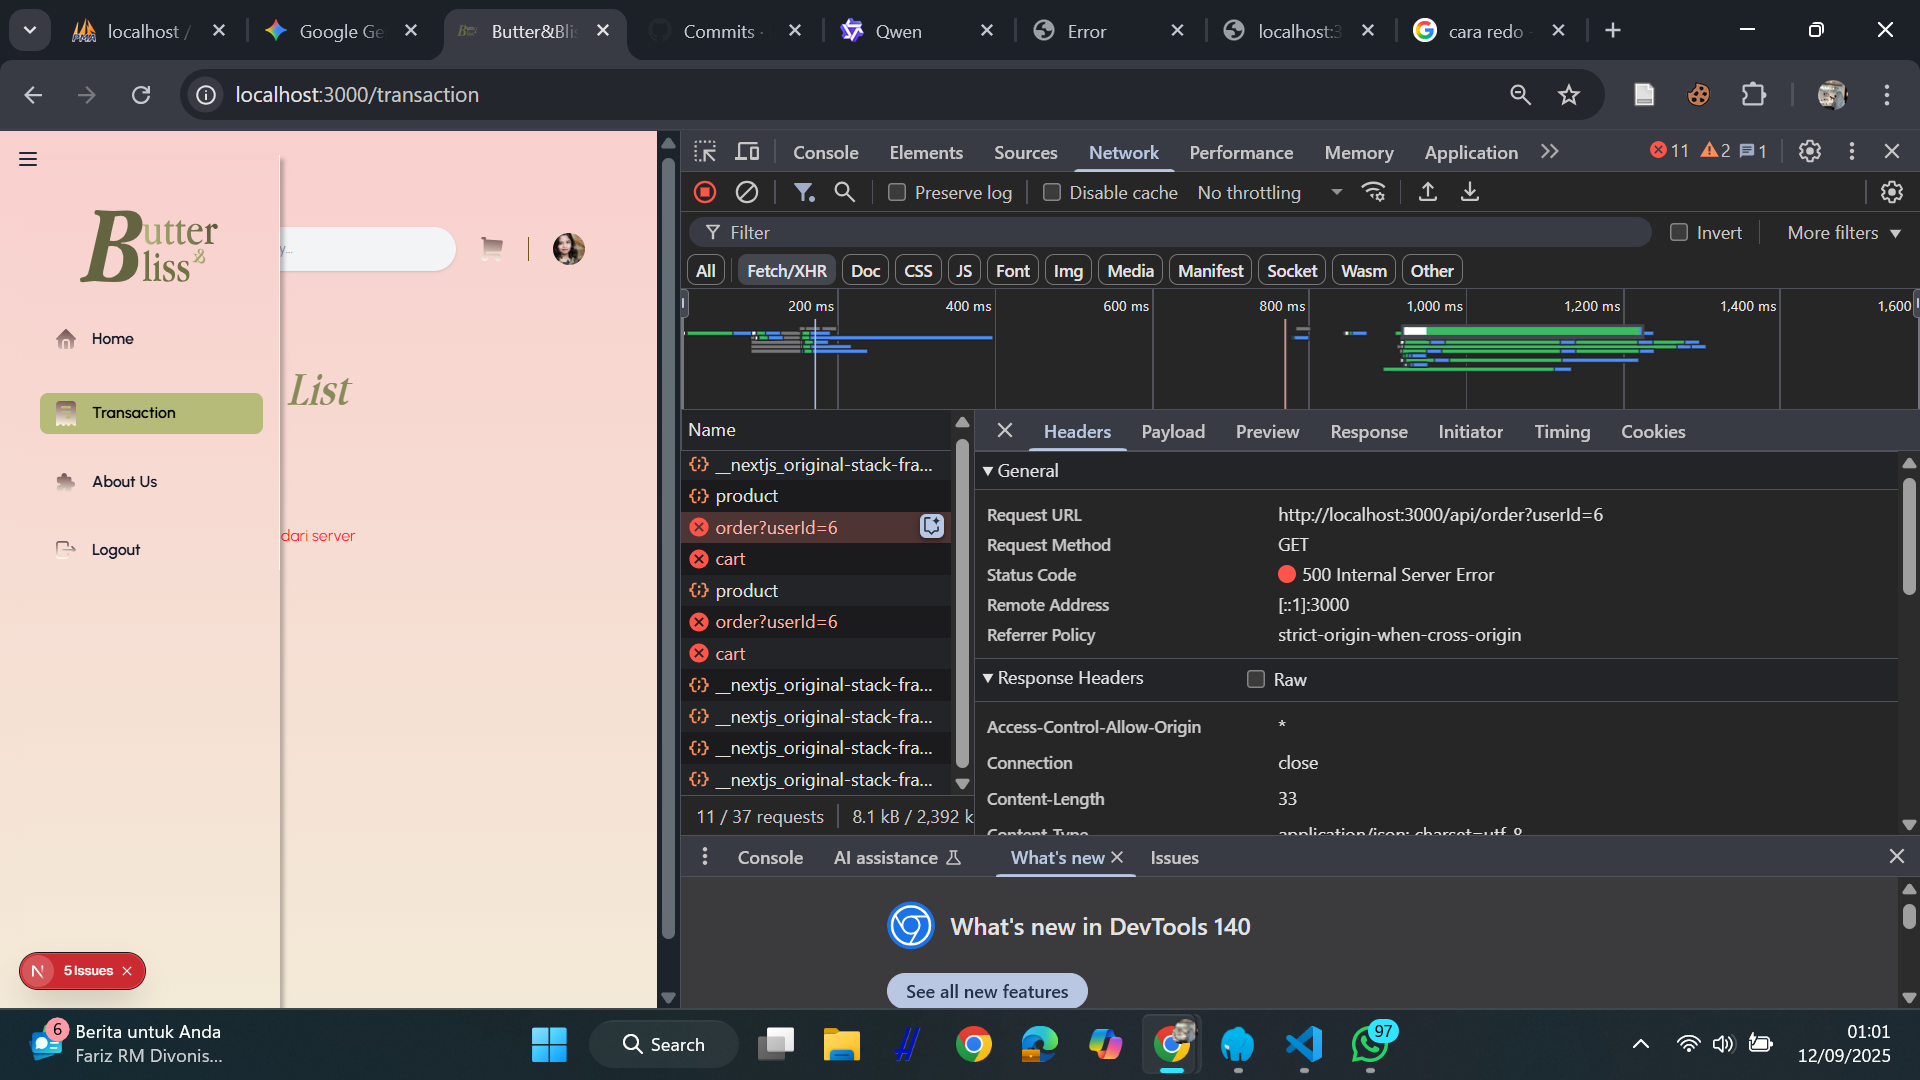 localhost /
Google Ge
Butter&Blis
Commits ·
Qwen
Error
localhost:3
cara redo
localhost:3000/transaction
Butter
&
liss
y...
Home
List
Transaction
About Us
dari server
Logout
N 5 Issues
Console
Elements
Sources
Network
Performance
Memory
Application
11
2
1
Preserve log
Disable cache
No throttling
Filter
Invert
More filters
All
Fetch/XHR
Doc
CSS
JS
Font
Img
Media
Manifest
Socket
Wasm
Other
200 ms
400 ms
600 ms
800 ms
1,000 ms
1,200 ms
1,400 ms
1,600
Name
__nextjs_original-stack-fra...
product
order?userId=6
cart
product
order?userId=6
cart
__nextjs_original-stack-fra...
__nextjs_original-stack-fra...
__nextjs_original-stack-fra...
__nextjs_original-stack-fra...
11 / 37 requests
8.1 kB / 2,392 k
Headers
Payload
Preview
Response
Initiator
Timing
Cookies
General
Request URL
http://localhost:3000/api/order?userId=6
Request Method
GET
Status Code
500 Internal Server Error
Remote Address
[::1]:3000
Referrer Policy
strict-origin-when-cross-origin
Response Headers
Raw
Access-Control-Allow-Origin
*
Connection
close
Content-Length
33
Content-Type
application/json; charset=utf-8
Console
AI assistance
What's new
Issues
What's new in DevTools 140
See all new features
6
Berita untuk Anda
Fariz RM Divonis...
Search
97
01:01
12/09/2025